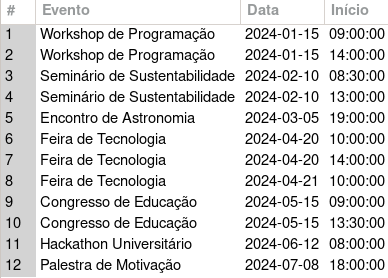 # Evento Data Início
1 Workshop de Programação 2024-01-15 09:00:00
2 Workshop de Programação 2024-01-15 14:00:00
3 Seminário de Sustentabilidade 2024-02-10 08:30:00
4 Seminário de Sustentabilidade 2024-02-10 13:00:00
5 Encontro de Astronomia 2024-03-05 19:00:00
6 Feira de Tecnologia 2024-04-20 10:00:00
7 Feira de Tecnologia 2024-04-20 14:00:00
8 Feira de Tecnologia 2024-04-21 10:00:00
9 Congresso de Educação 2024-05-15 09:00:00
10 Congresso de Educação 2024-05-15 13:30:00
11 Hackathon Universitário 2024-06-12 08:00:00
12 Palestra de Motivação 2024-07-08 18:00:00